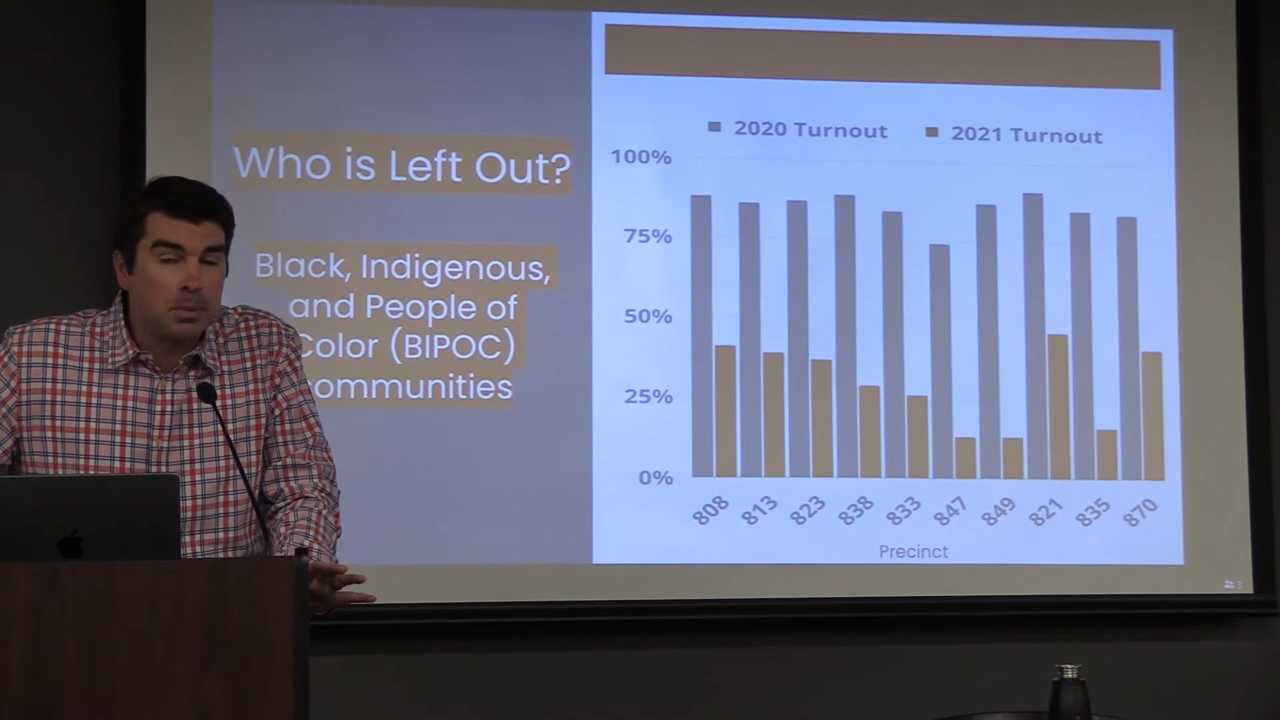 Who is Left Out?
Black, Indigenous,
and People of
Color (BIPOC)
communities
2020 Turnout
2021 Turnout
100%
75%
50%
25%
0%
808
813
823
838
833
847
849
821
835
870
Precinct